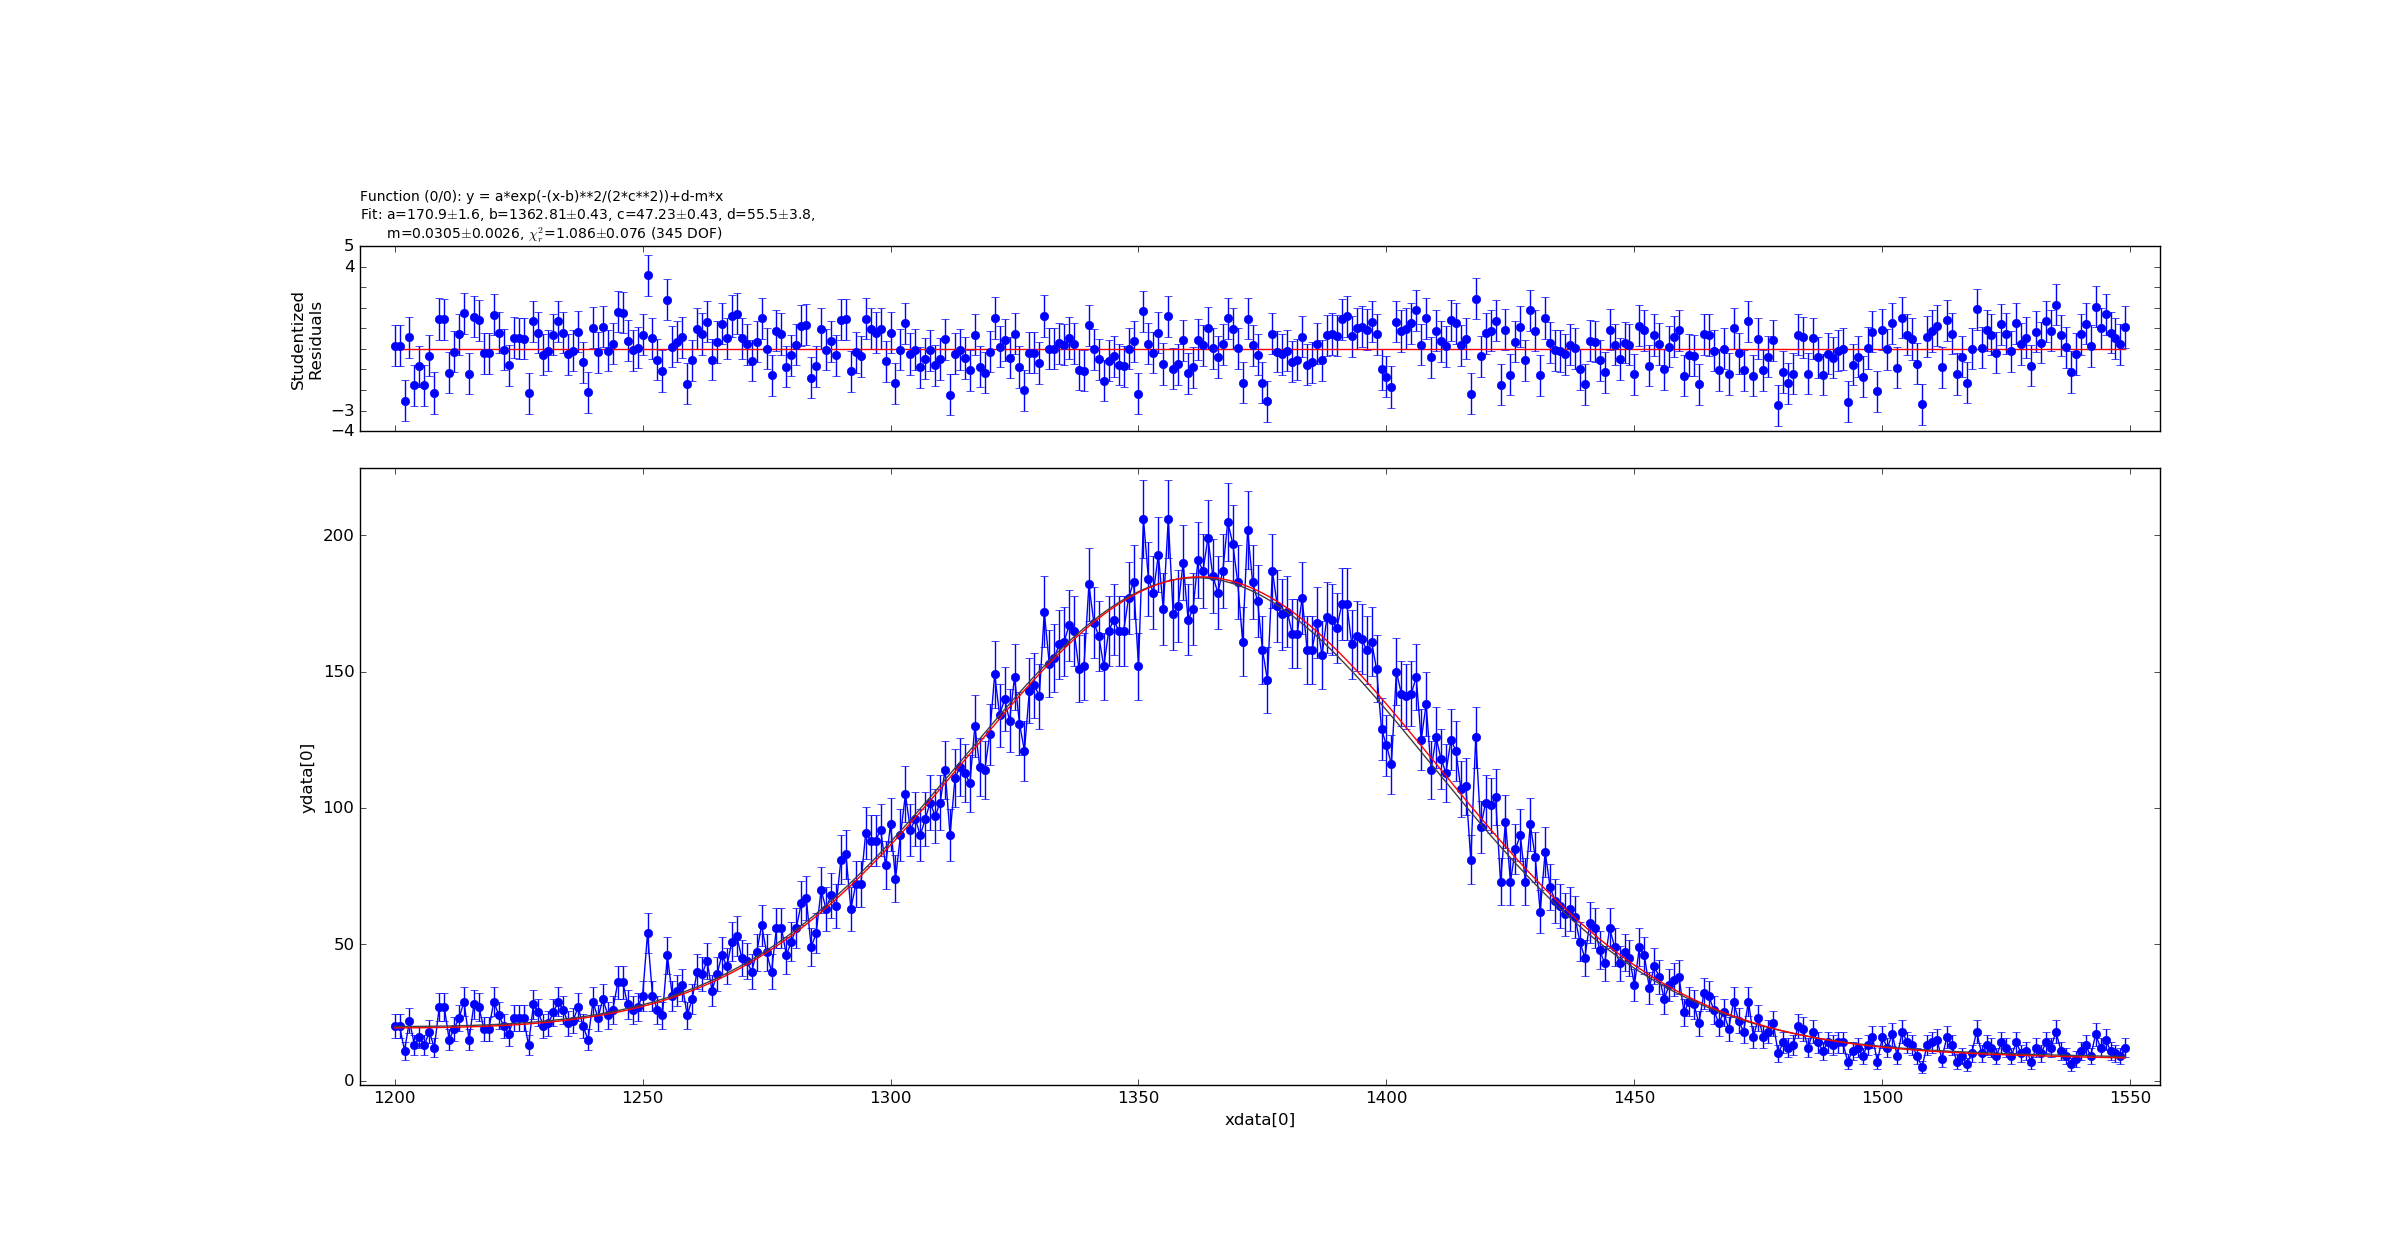 Function (0/0): y = a*exp(-(x-b)**2/(2*c**2))+d-m*x
Fit: a=170.9±1.6, b=1362.81±0.43, c=47.23±0.43, d=55.5±3.8,
m=0.0305±0.0026, χ²ᵣ=1.086±0.076 (345 DOF)
5
4
Studentized
Residuals
−3
−4
200
150
ydata[0]
100
50
0
1200 1250 1300 1350 1400 1450 1500 1550
xdata[0]